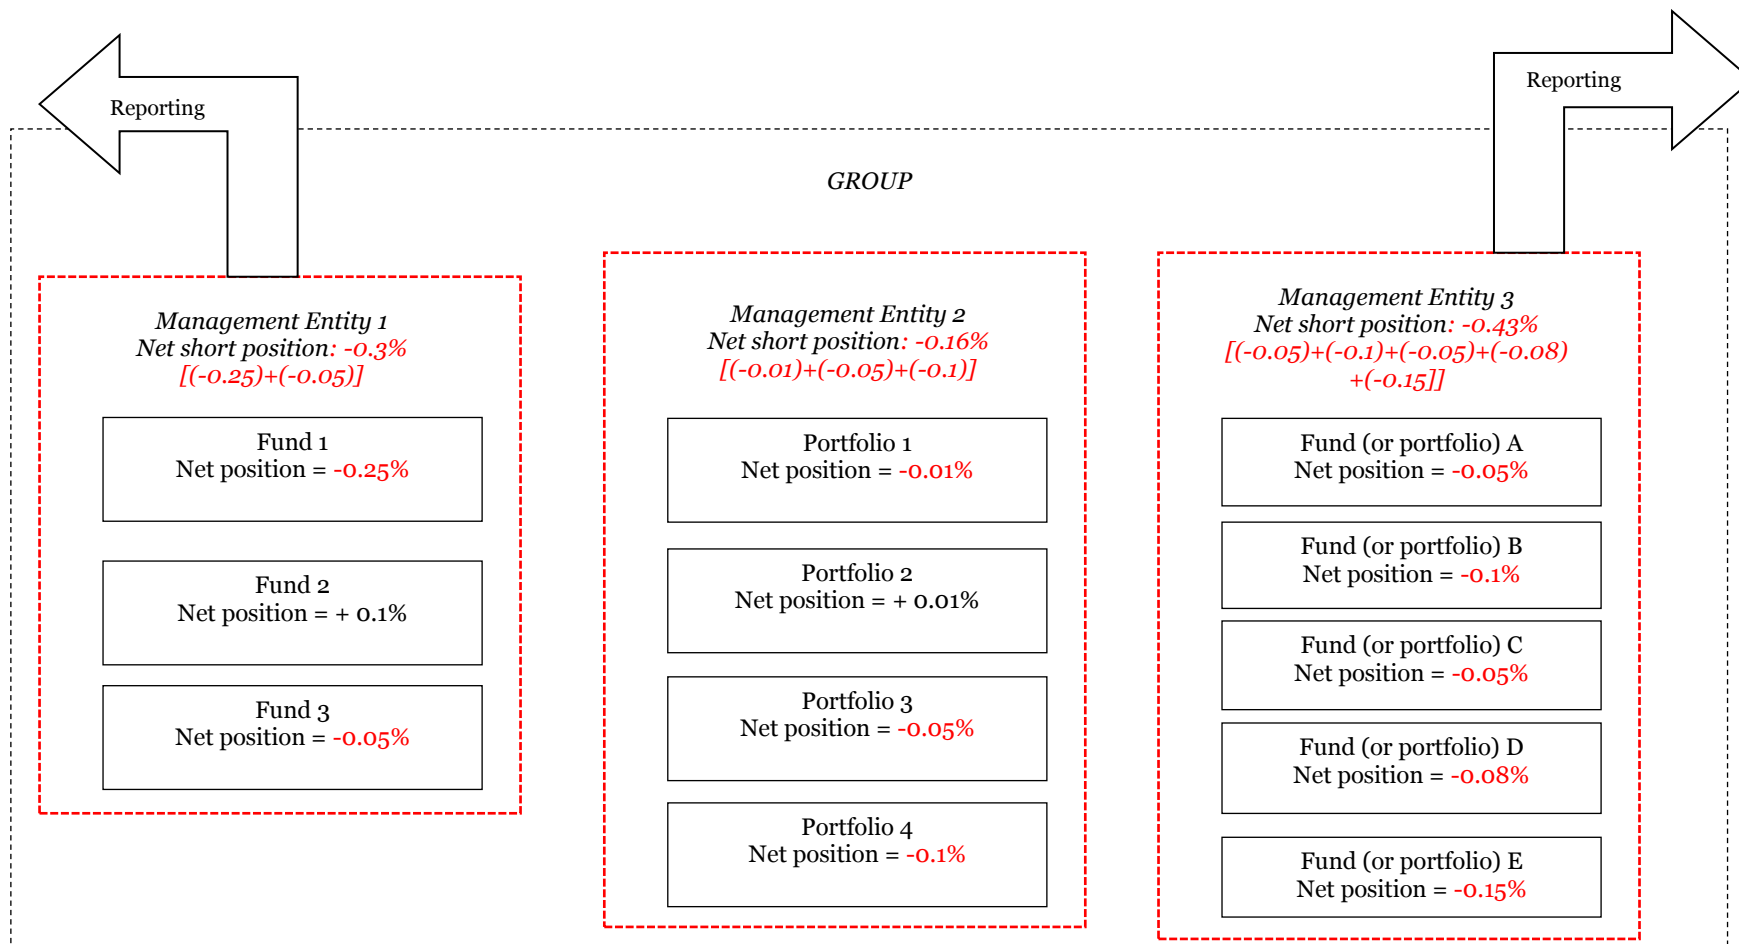 Reporting
Reporting
GROUP
Management Entity 1
Net short position: -0.3%
[(-0.25)+(-0.05)]
Fund 1
Net position = -0.25%
Fund 2
Net position = + 0.1%
Fund 3
Net position = -0.05%
Management Entity 2
Net short position: -0.16%
[(-0.01)+(-0.05)+(-0.1)]
Portfolio 1
Net position = -0.01%
Portfolio 2
Net position = + 0.01%
Portfolio 3
Net position = -0.05%
Portfolio 4
Net position = -0.1%
Management Entity 3
Net short position: -0.43%
[(-0.05)+(-0.1)+(-0.05)+(-0.08)
+(-0.15]]
Fund (or portfolio) A
Net position = -0.05%
Fund (or portfolio) B
Net position = -0.1%
Fund (or portfolio) C
Net position = -0.05%
Fund (or portfolio) D
Net position = -0.08%
Fund (or portfolio) E
Net position = -0.15%